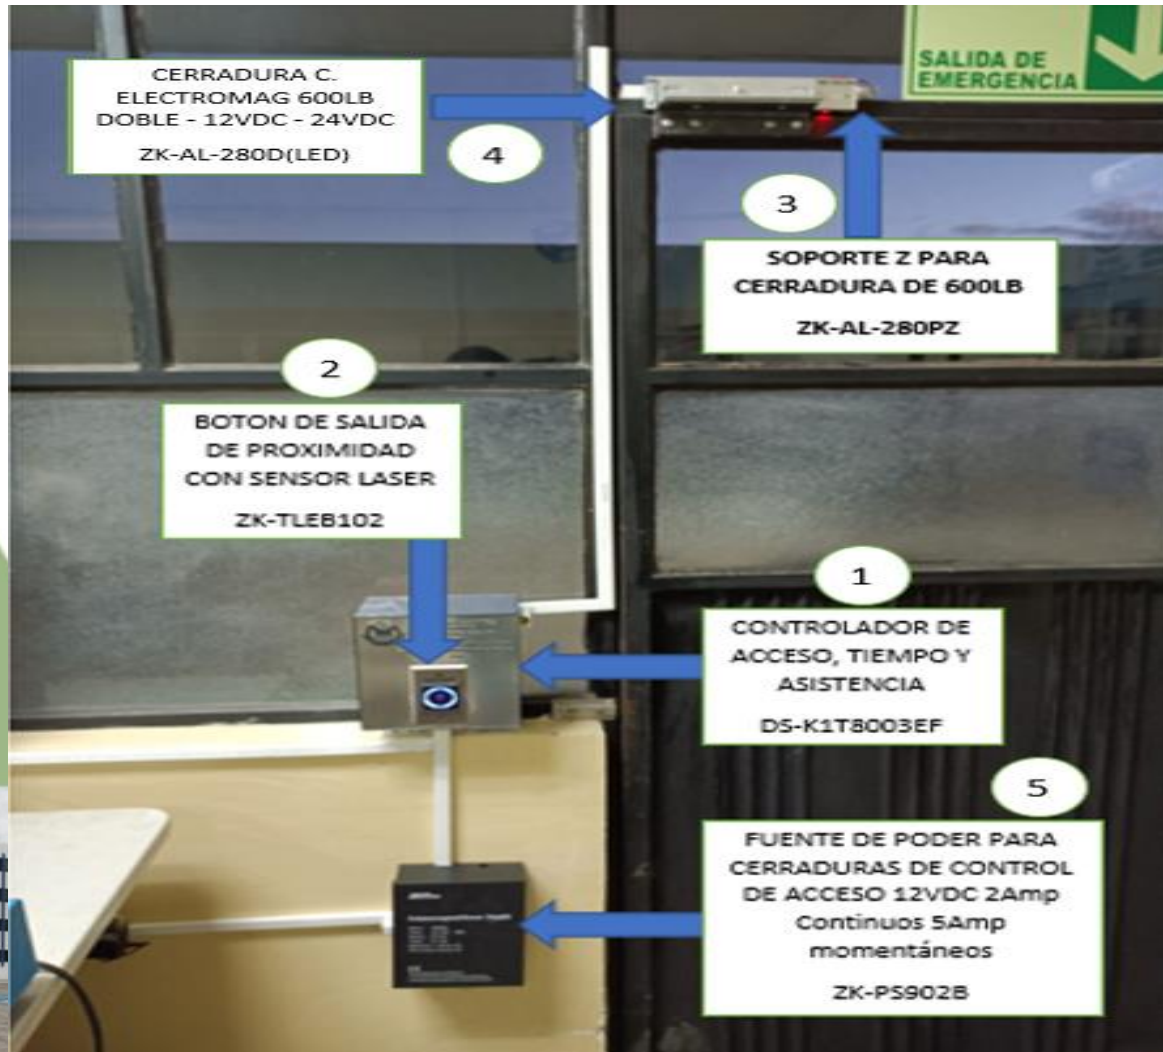 SALIDA DE
EMERGENCIA
CERRADURA C.
ELECTROMAG 600LB
DOBLE - 12VDC - 24VDC
ZK-AL-280D(LED)
4
3
SOPORTE Z PARA
CERRADURA DE 600LB
ZK-AL-280PZ
2
BOTON DE SALIDA
DE PROXIMIDAD
CON SENSOR LASER
ZK-TLEB102
1
CONTROLADOR DE
ACCESO, TIEMPO Y
ASISTENCIA
DS-K1T8003EF
5
FUENTE DE PODER PARA
CERRADURAS DE CONTROL
DE ACCESO 12VDC 2Amp
Continuos 5Amp
momentáneos
ZK-PS902B